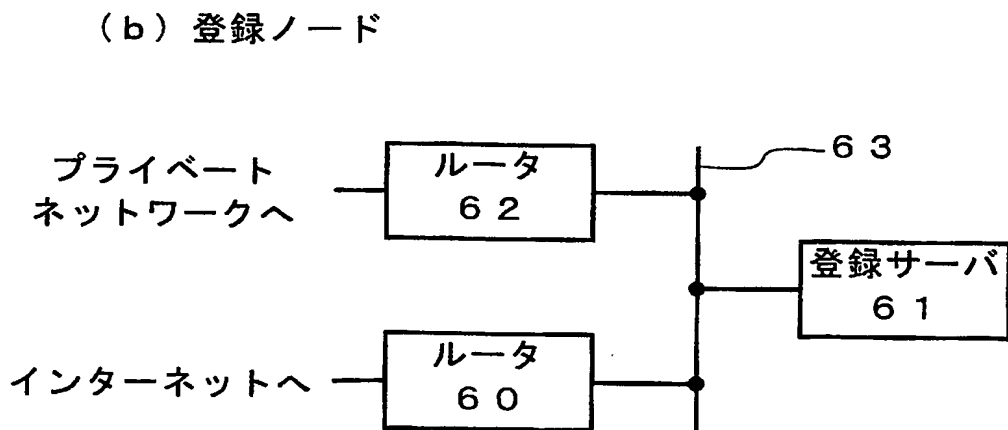 （ｂ）登録ノード
プライベート
ネットワークへ
ルータ
６２
６３
登録サーバ
６１
インターネットへ
ルータ
６０